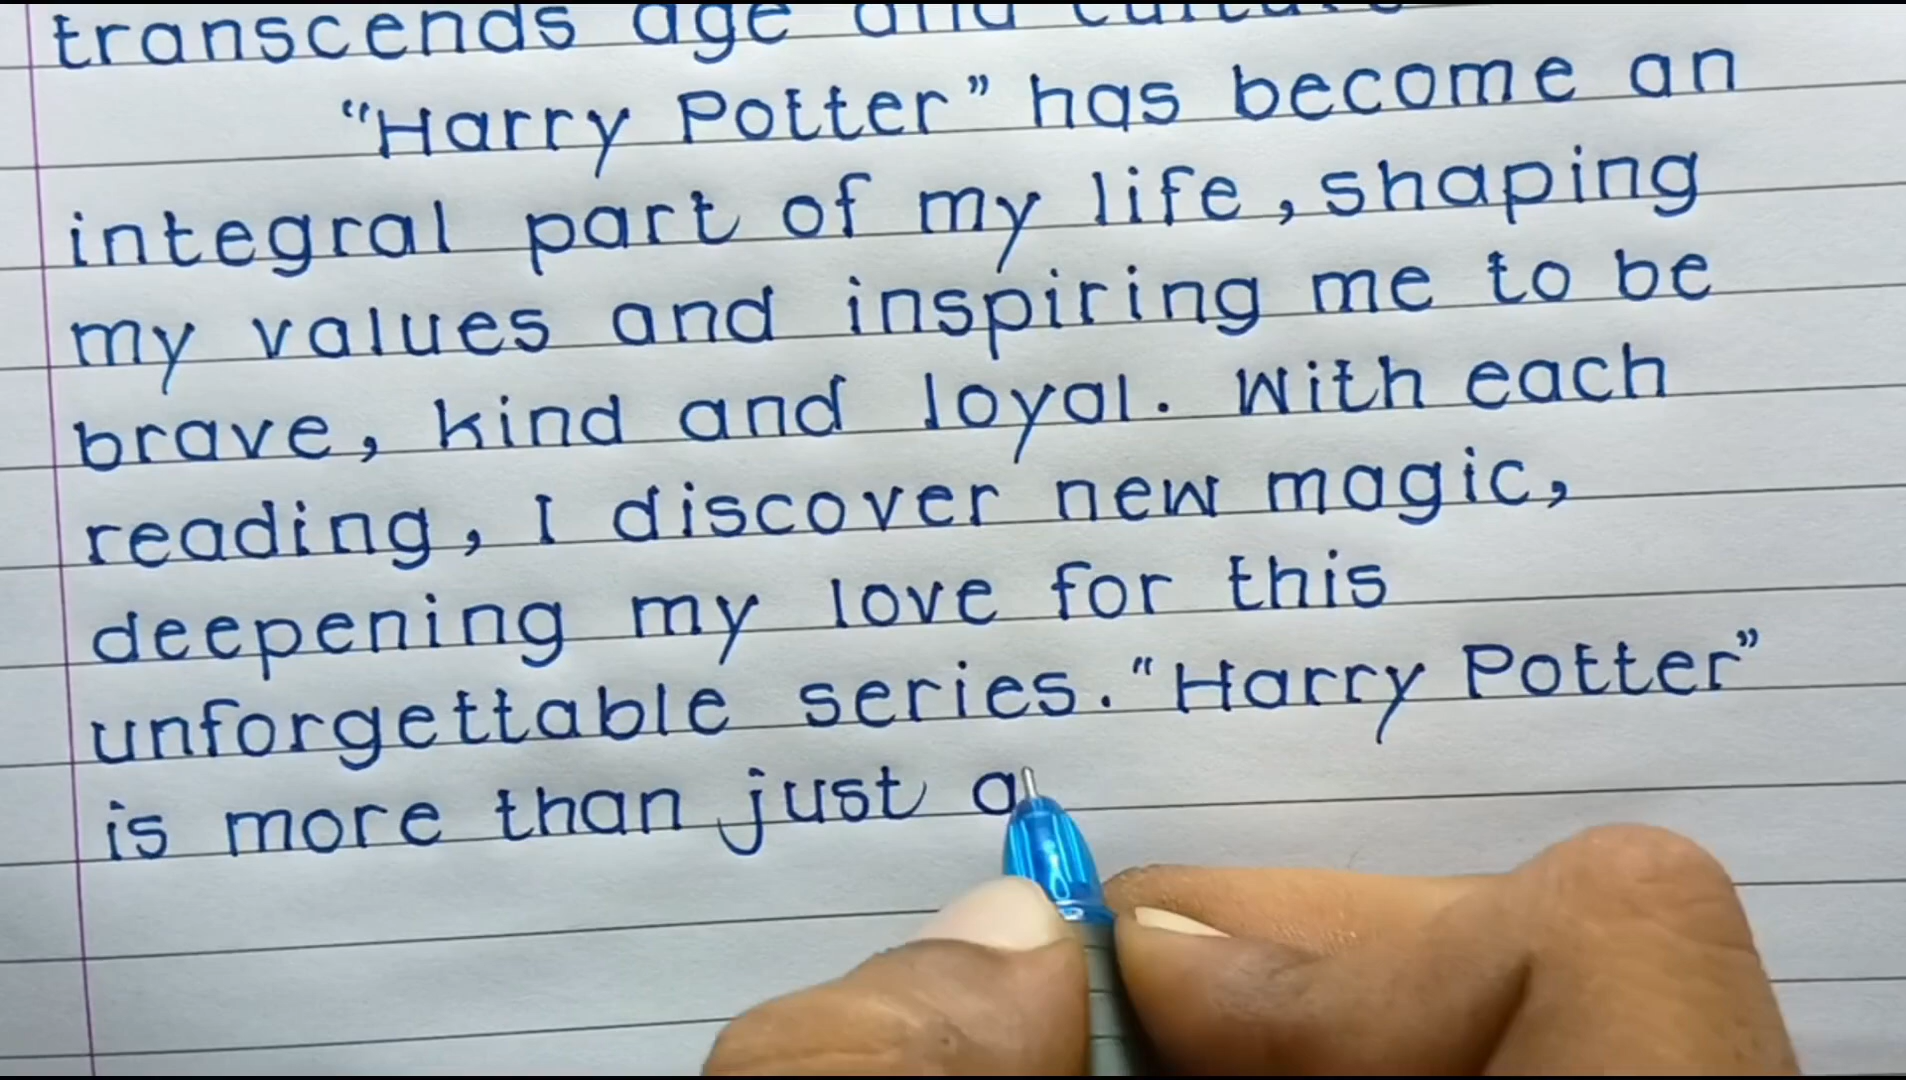 transcends age and culture
"Harry Potter" has become an
integral part of my life, shaping
my values and inspiring me to be
brave, kind and loyal. With each
reading, I discover new magic,
deepening my love for this
unforgettable series. "Harry Potter"
is more than just a